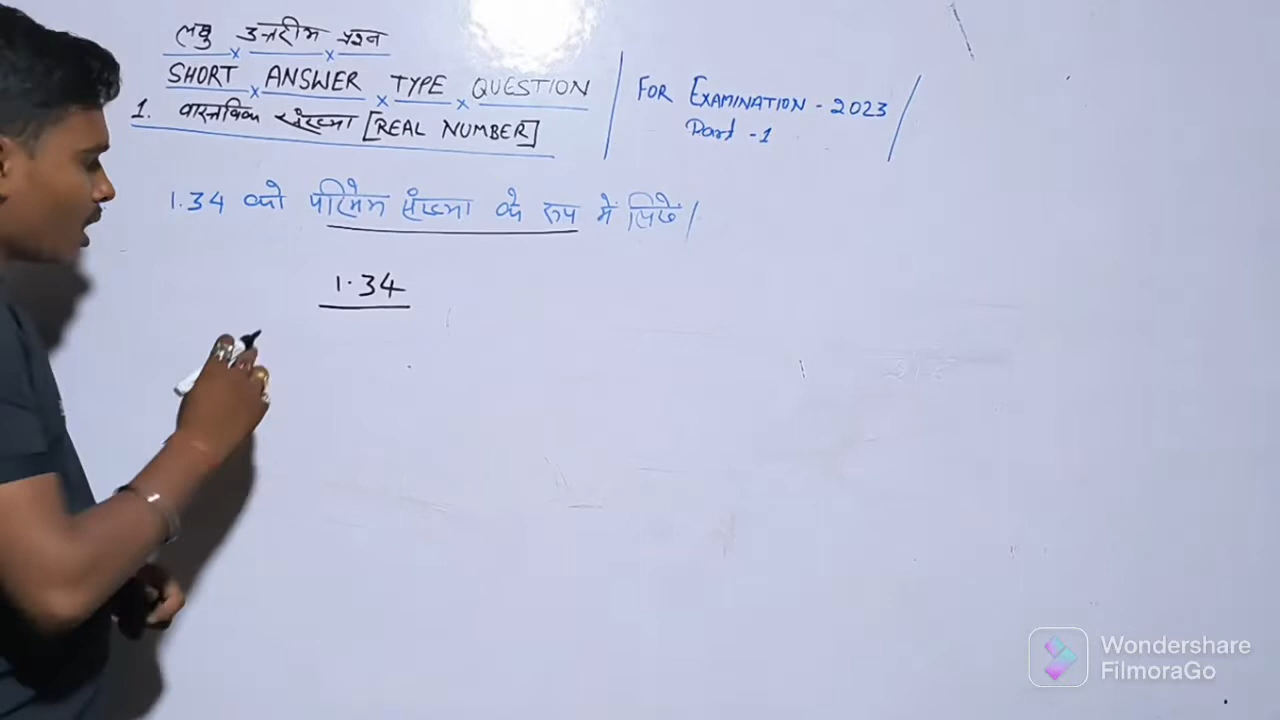 लघु उत्तरीय प्रश्न
SHORT ANSWER TYPE QUESTION
1. वास्तविक संख्या [REAL NUMBER]
FOR EXAMINATION - 2023
Part - 1
1.34 को परिमेय संख्या के रूप में लिखें।
1.34
Wondershare
FilmoraGo